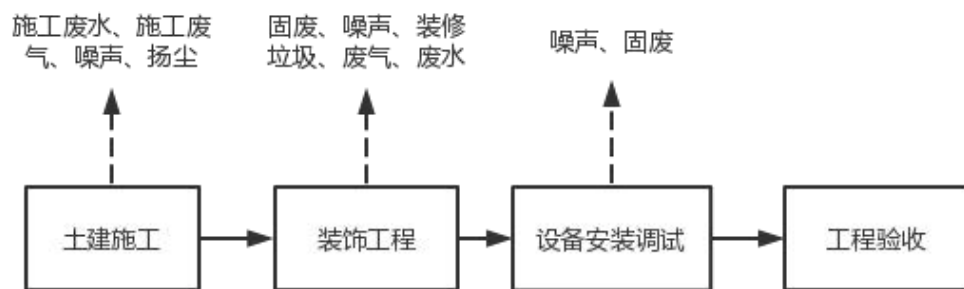 施工废水、施工废
气、噪声、扬尘
固废、噪声、装修
垃圾、废气、废水
噪声、固废
土建施工
装饰工程
设备安装调试
工程验收